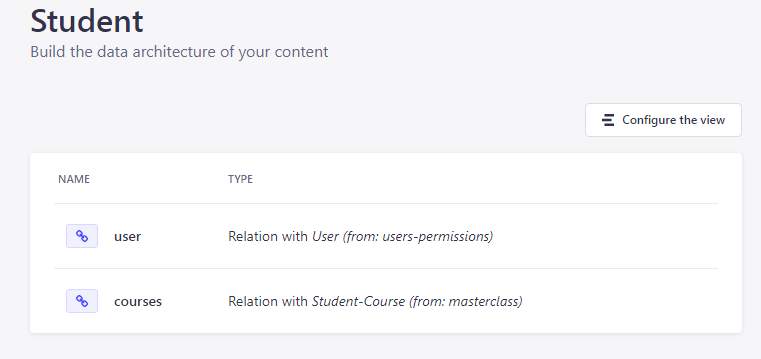 Student
Build the data architecture of your content
Configure the view
NAME TYPE
user Relation with User (from: users-permissions)
courses Relation with Student-Course (from: masterclass)